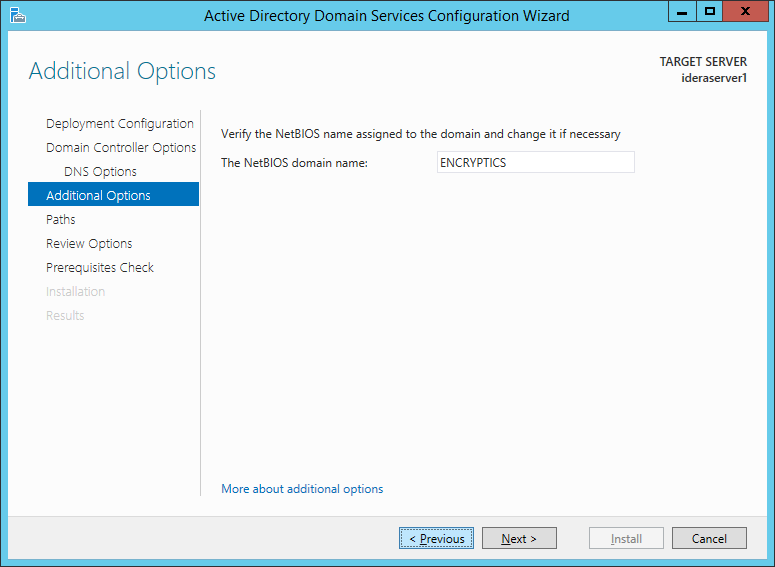 Active Directory Domain Services Configuration Wizard
Additional Options
TARGET SERVER
ideraserver1
Deployment Configuration
Domain Controller Options
DNS Options
Additional Options
Paths
Review Options
Prerequisites Check
Installation
Results
Verify the NetBIOS name assigned to the domain and change it if necessary
The NetBIOS domain name: ENCRYPTICS
More about additional options
< Previous Next > Install Cancel